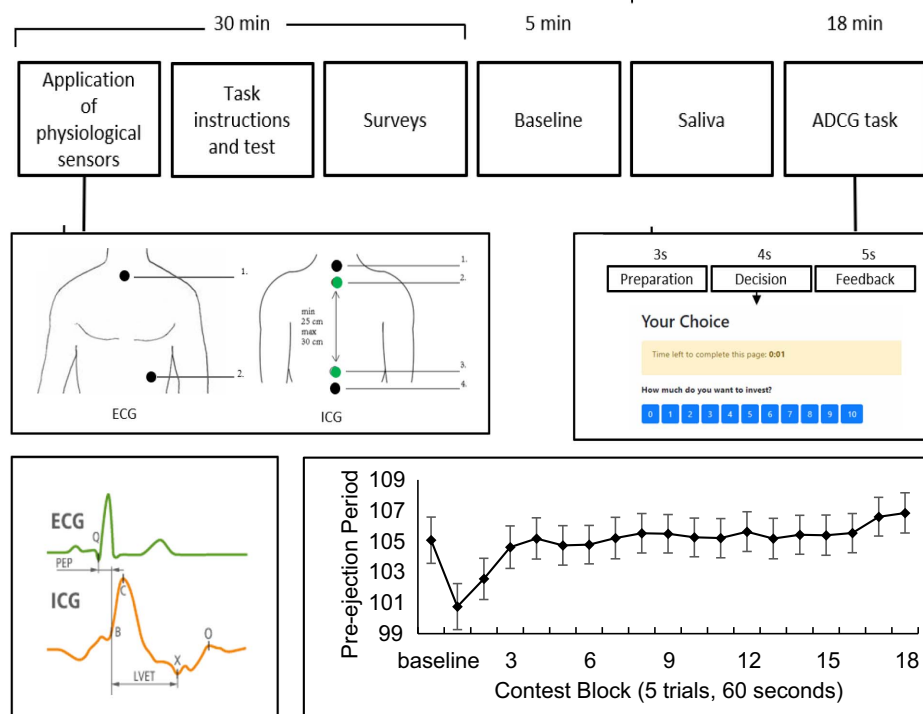 30 min
5 min
18 min
Application
of
physiological
sensors
Task
instructions
and test
Surveys
Baseline
Saliva
ADCG task
1.
2.
ECG
min
25 cm
max
30 cm
1.
2.
3.
4.
ICG
3s
4s
5s
Preparation
Decision
Feedback
Your Choice
Time left to complete this page: 0:01
How much do you want to invest?
0 1 2 3 4 5 6 7 8 9 10
ECG
Q
PEP
ICG
C
B
X
O
LVET
Pre-ejection Period
109
107
105
103
101
99
baseline 3 6 9 12 15 18
Contest Block (5 trials, 60 seconds)